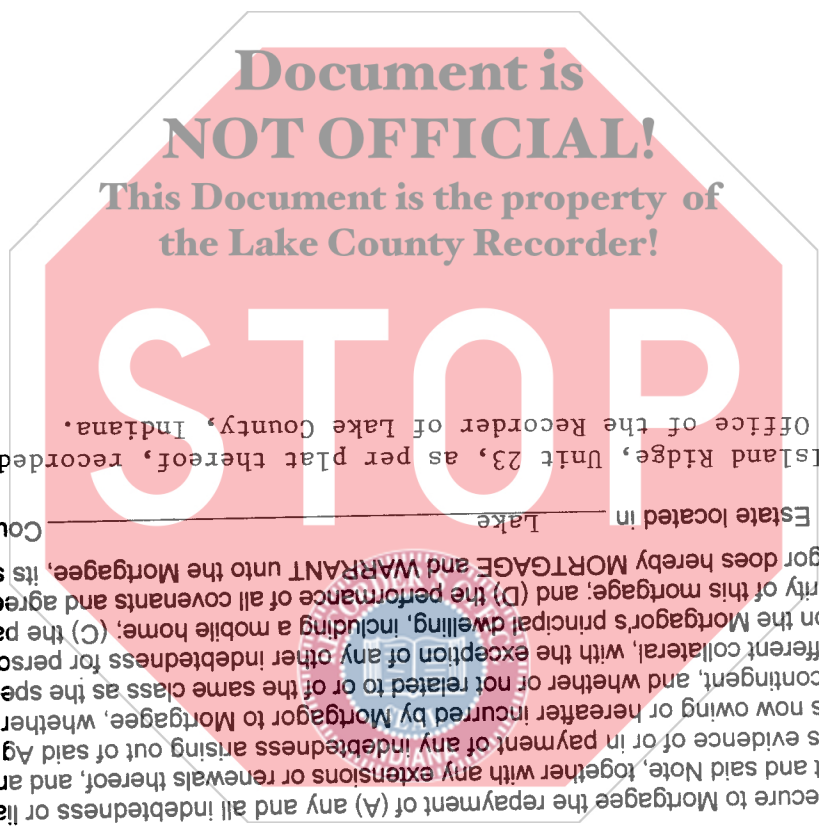 Document is
NOT OFFICIAL!
This Document is the property of
the Lake County Recorder!
STOP
ecure to Mortgagee the repayment of (A) any and all indebtedness or lia
t and said Note, together with any extensions or renewals thereof, and an
s evidence of or in payment of any indebtedness arising out of said Ag
s now owing or hereafter incurred by Mortgagor to Mortgagee, whether
contingent, and whether or not related to or of the same class as the spe
fferent collateral, with the exception of any other indebtedness for perso
on the Mortgagor's principal dwelling, including a mobile home; (C) the pa
rity of this mortgage; and (D) the performance of all covenants and agree
gor does hereby MORTGAGE and WARRANT unto the Mortgagee, its s
Estate located in Lake Cou
Island Ridge, Unit 23, as per plat thereof, recorded
Office of the Recorder of Lake County, Indiana.
INDIANA